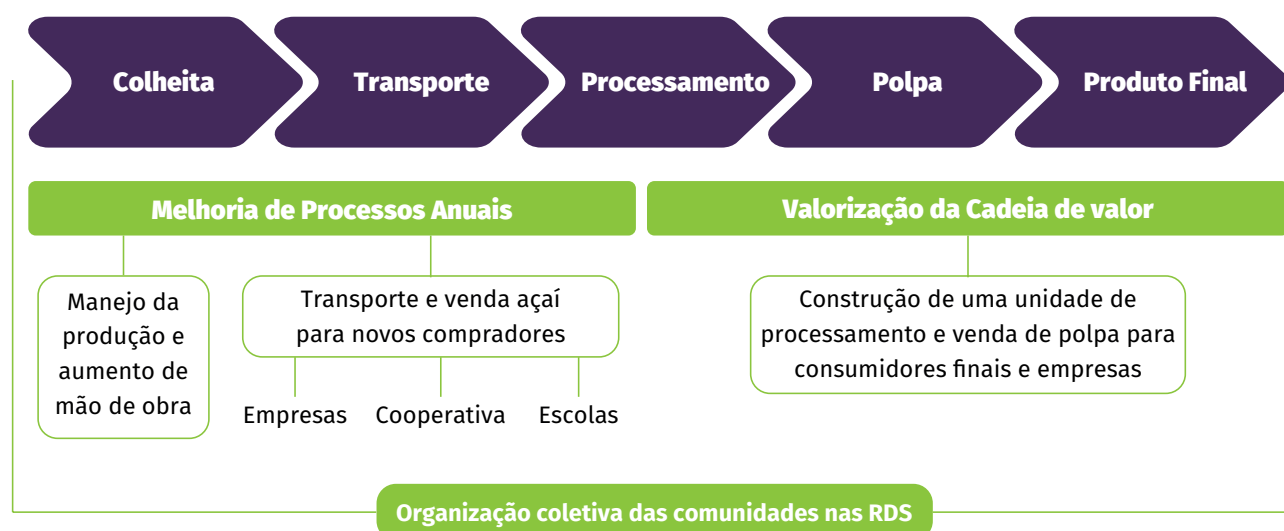 Colheita
Transporte
Processamento
Polpa
Produto Final
Melhoria de Processos Anuais
Valorização da Cadeia de valor
Manejo da
produção e
aumento de
mão de obra
Transporte e venda açaí
para novos compradores
Empresas
Cooperativa
Escolas
Construção de uma unidade de
processamento e venda de polpa para
consumidores finais e empresas
Organização coletiva das comunidades nas RDS